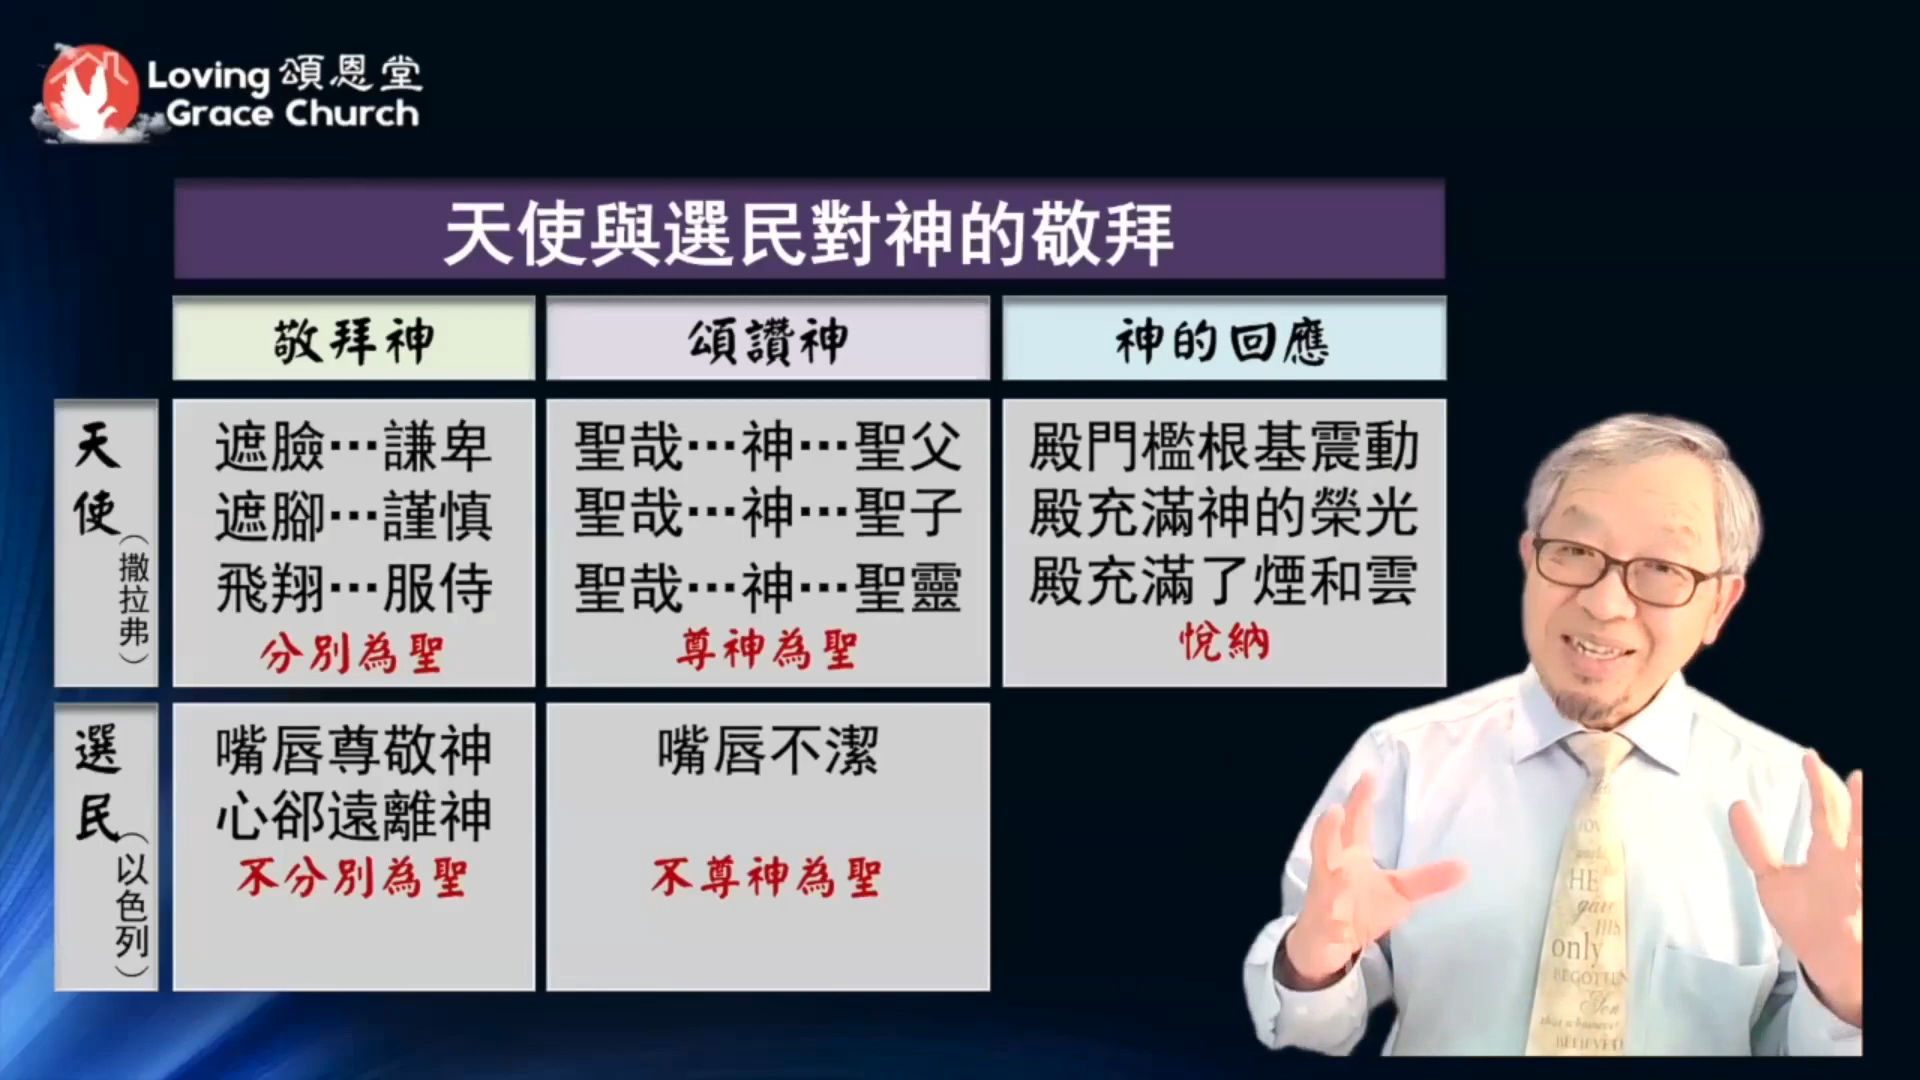 Loving 頌恩堂
Grace Church
天使與選民對神的敬拜
敬拜神
頌讚神
神的回應
天使
（撒拉弗）
遮臉…謙卑
遮腳…謹慎
飛翔…服侍
分別為聖
聖哉…神…聖父
聖哉…神…聖子
聖哉…神…聖靈
尊神為聖
殿門檻根基震動
殿充滿神的榮光
殿充滿了煙和雲
悅納
選民
（以色列）
嘴唇尊敬神
心郤遠離神
不分別為聖
嘴唇不潔
不尊神為聖
HE
gave
HIS
only
BEGOTTEN
Son
BELIEVED